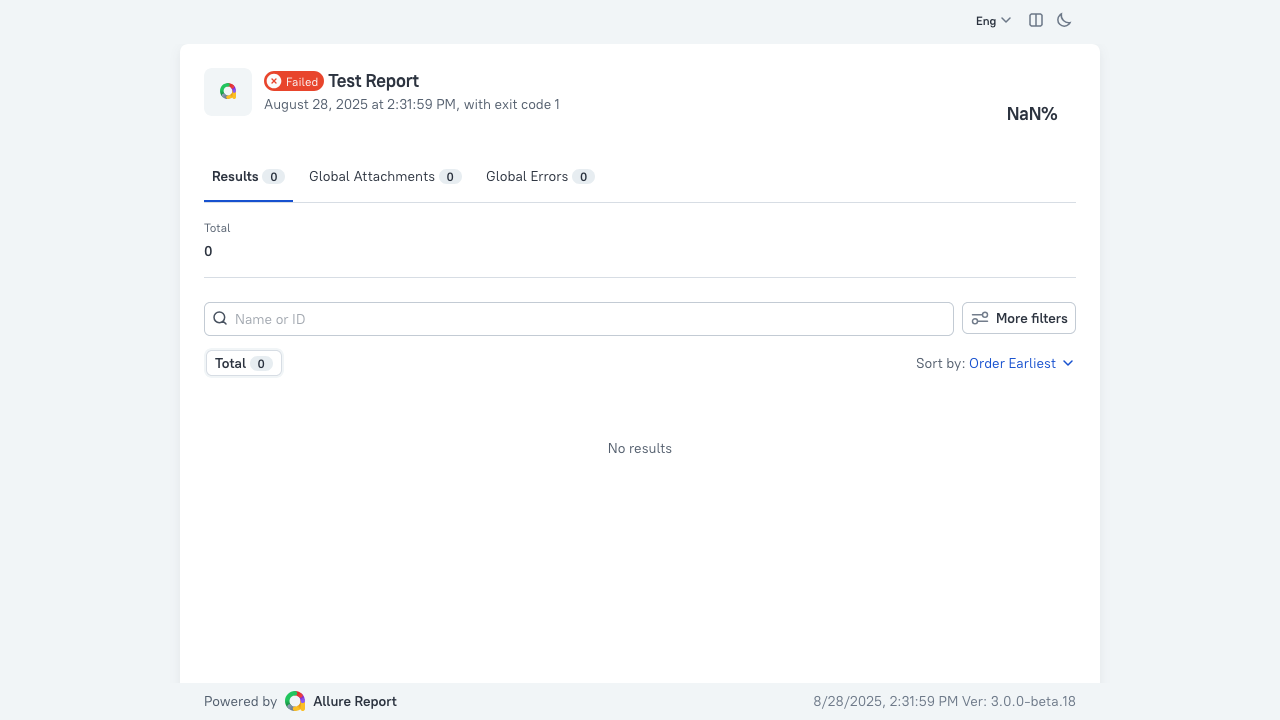 Eng
Failed Test Report
August 28, 2025 at 2:31:59 PM, with exit code 1
NaN%
Results 0 Global Attachments 0 Global Errors 0
Total
0
Name or ID More filters
Total 0 Sort by: Order Earliest
No results
Powered by Allure Report 8/28/2025, 2:31:59 PM Ver: 3.0.0-beta.18